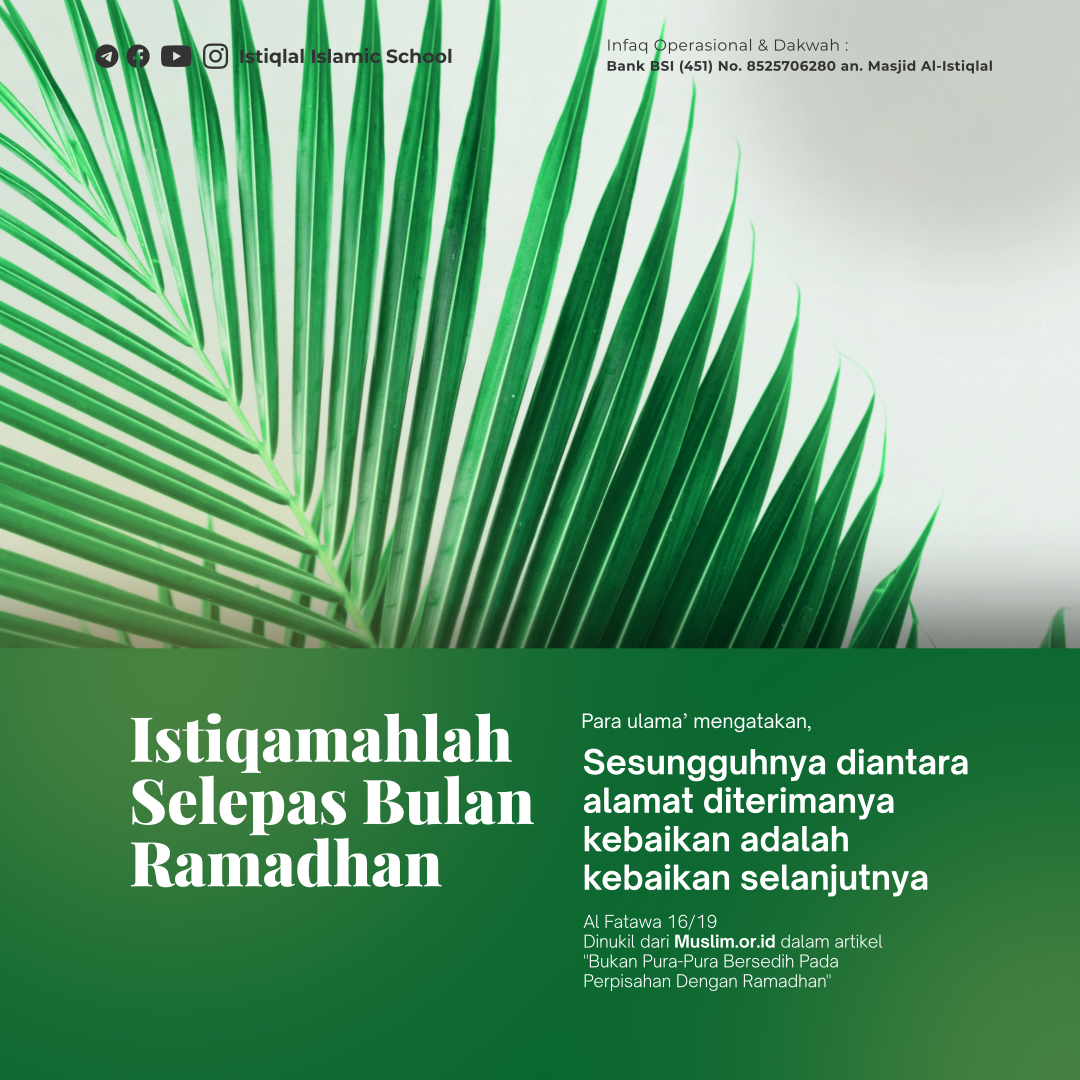 Istiqlal Islamic School
Infaq Operasional & Dakwah :
Bank BSI (451) No. 8525706280 an. Masjid Al-Istiqlal
Istiqamahlah
Selepas Bulan
Ramadhan
Para ulama’ mengatakan,
Sesungguhnya diantara
alamat diterimanya
kebaikan adalah
kebaikan selanjutnya
Al Fatawa 16/19
Dinukil dari Muslim.or.id dalam artikel
"Bukan Pura-Pura Bersedih Pada
Perpisahan Dengan Ramadhan"